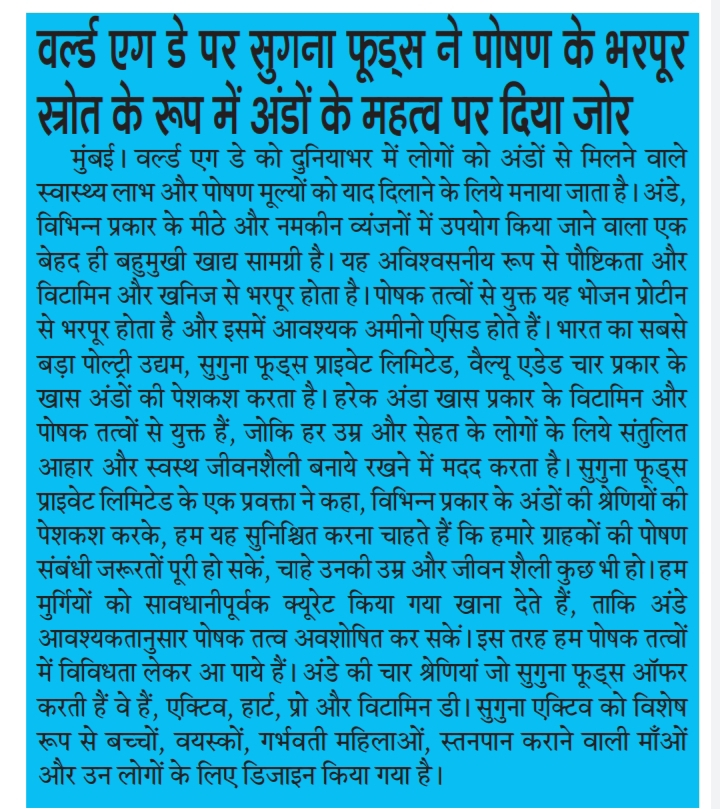 वर्ल्ड एग डे पर सुगना फूड्स ने पोषण के भरपूर
स्रोत के रूप में अंडों के महत्व पर दिया जोर
मुंबई। वर्ल्ड एग डे को दुनियाभर में लोगों को अंडों से मिलने वाले
स्वास्थ्य लाभ और पोषण मूल्यों को याद दिलाने के लिये मनाया जाता है। अंडे,
विभिन्न प्रकार के मीठे और नमकीन व्यंजनों में उपयोग किया जाने वाला एक
बेहद ही बहुमुखी खाद्य सामग्री है। यह अविश्वसनीय रूप से पौष्टिकता और
विटामिन और खनिज से भरपूर होता है। पोषक तत्वों से युक्त यह भोजन प्रोटीन
से भरपूर होता है और इसमें आवश्यक अमीनो एसिड होते हैं। भारत का सबसे
बड़ा पोल्ट्री उद्यम, सुगुना फूड्स प्राइवेट लिमिटेड, वैल्यू एडेड चार प्रकार के
खास अंडों की पेशकश करता है। हरेक अंडा खास प्रकार के विटामिन और
पोषक तत्वों से युक्त हैं, जोकि हर उम्र और सेहत के लोगों के लिये संतुलित
आहार और स्वस्थ जीवनशैली बनाये रखने में मदद करता है। सुगुना फूड्स
प्राइवेट लिमिटेड के एक प्रवक्ता ने कहा, विभिन्न प्रकार के अंडों की श्रेणियों की
पेशकश करके, हम यह सुनिश्चित करना चाहते हैं कि हमारे ग्राहकों की पोषण
संबंधी जरूरतों पूरी हो सकें, चाहे उनकी उम्र और जीवन शैली कुछ भी हो। हम
मुर्गियों को सावधानीपूर्वक क्यूरेट किया गया खाना देते हैं, ताकि अंडे
आवश्यकतानुसार पोषक तत्व अवशोषित कर सकें। इस तरह हम पोषक तत्वों
में विविधता लेकर आ पाये हैं। अंडे की चार श्रेणियां जो सुगुना फूड्स ऑफर
करती हैं वे हैं, एक्टिव, हार्ट, प्रो और विटामिन डी। सुगुना एक्टिव को विशेष
रूप से बच्चों, वयस्कों, गर्भवती महिलाओं, स्तनपान कराने वाली माँओं
और उन लोगों के लिए डिजाइन किया गया है।